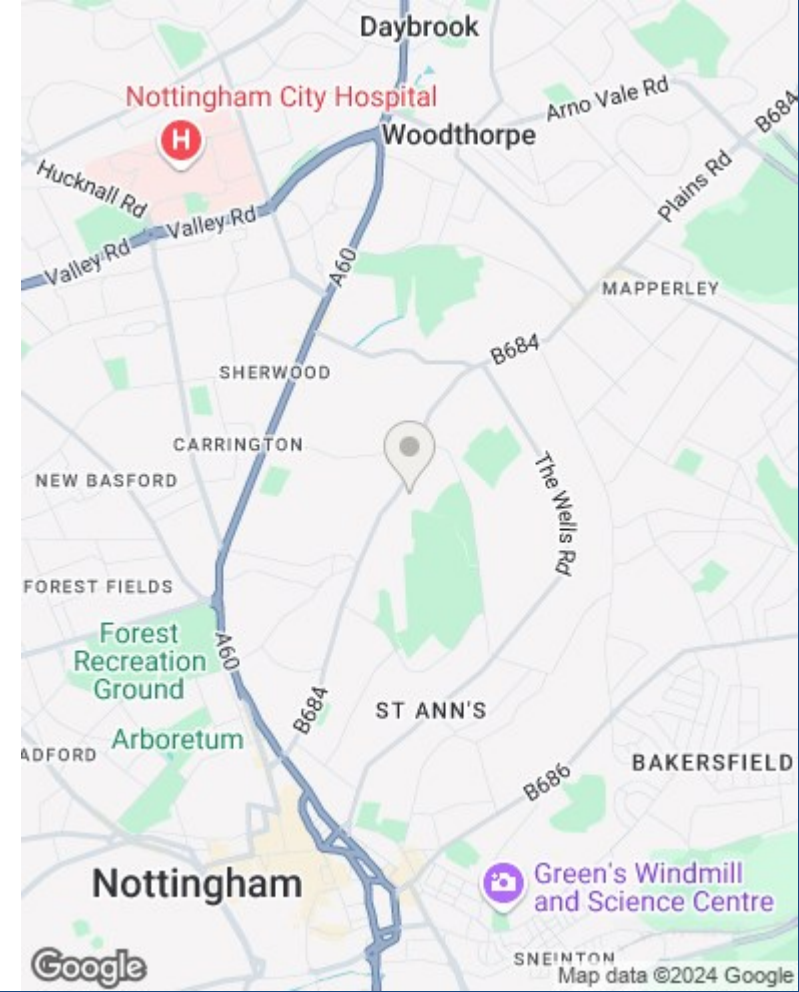 Daybrook
Nottingham City Hospital
H
Arno Vale Rd
B684
Woodthorpe
Hucknall Rd
Plains Rd
Valley Rd
Valley Rd
A60
MAPPERLEY
B684
SHERWOOD
CARRINGTON
NEW BASFORD
The Wells Rd
FOREST FIELDS
Forest
Recreation
Ground
A60
B684
ST ANN'S
Arboretum
ADFORD
BAKERSFIELD
B686
Nottingham
Green's Windmill
and Science Centre
SNEINTON
Google
Map data ©2024 Google